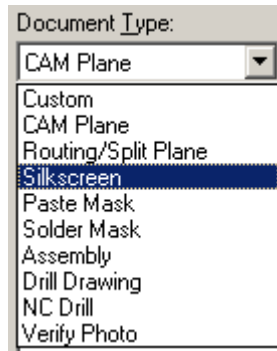 Document Type:
CAM Plane
Custom
CAM Plane
Routing/Split Plane
Silkscreen
Paste Mask
Solder Mask
Assembly
Drill Drawing
NC Drill
Verify Photo